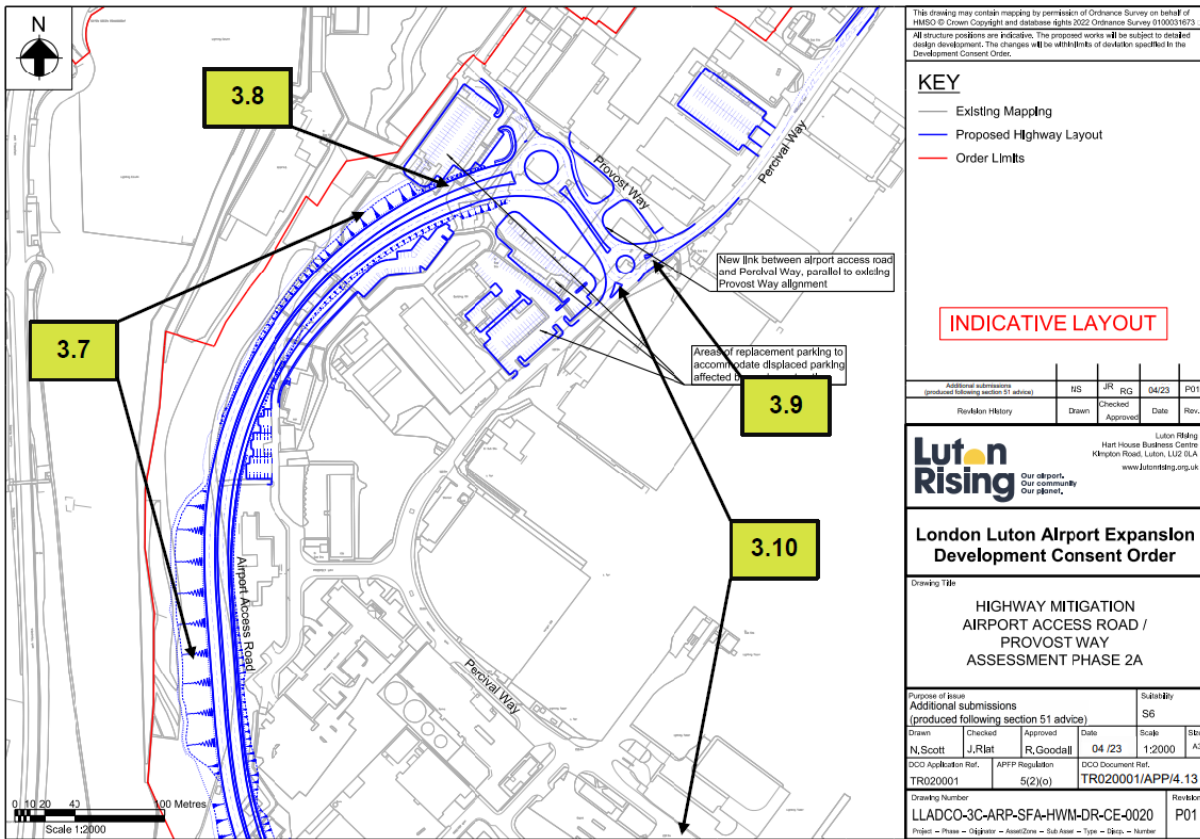 N
3.8
3.7
3.9
3.10
Provost Way
Percival Way
New link between airport access road
and Percival Way, parallel to existing
Provost Way alignment
Areas of replacement parking to
accommodate displaced parking
affected
Airport Access Road
Percival Way
0 10 20 40 100 Metres
Scale 1:2000
This drawing may contain mapping by permission of Ordnance Survey on behalf of
HMSO © Crown Copyright and database rights 2022 Ordnance Survey 0100031673
All structure positions are indicative. The proposed works will be subject to detailed
design development. The changes will be within limits of deviation specified in the
Development Consent Order.
KEY
Existing Mapping
Proposed Highway Layout
Order Limits
INDICATIVE LAYOUT
Additional submissions
(produced following section 51 advice)
NS JR RG 04/23 P01
Revision History Drawn Checked Approved Date Rev.
Luton
Rising
Our airport.
Our community
Our planet.
Luton Rising
Hart House Business Centre
Kimpton Road, Luton, LU2 0LA
www.lutonrising.org.uk
London Luton Airport Expansion
Development Consent Order
Drawing Title
HIGHWAY MITIGATION
AIRPORT ACCESS ROAD /
PROVOST WAY
ASSESSMENT PHASE 2A
Purpose of issue
Additional submissions
(produced following section 51 advice)
Suitability
S6
Drawn Checked Approved Date Scale
N.Scott J.Riat R.Goodall 04 /23 1:2000
DCO Application Ref. APFP Regulation DCO Document Ref.
TR020001 5(2)(o) TR020001/APP/4.13
Drawing Number Revision
LLADCO-3C-ARP-SFA-HWM-DR-CE-0020 P01
Project – Phase – Originator – Asset/Zone – Sub Asset – Type – Discp. – Number